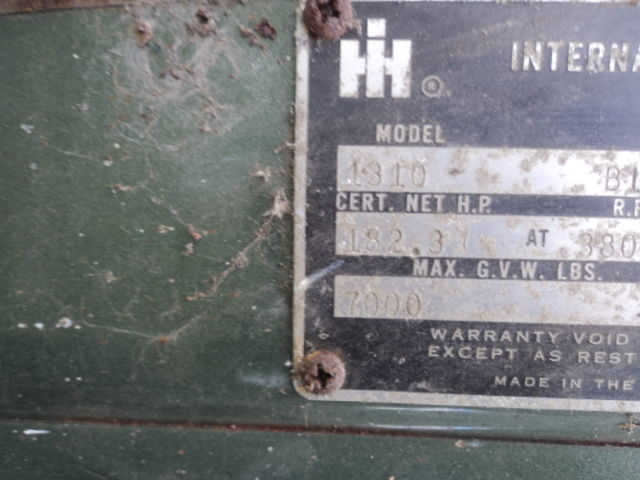 IH ® INTERNA
MODEL
1310 B1
CERT. NET H.P. R.P
182.3 AT 380
MAX. G.V.W. LBS.
7000
WARRANTY VOID
EXCEPT AS REST
MADE IN THE